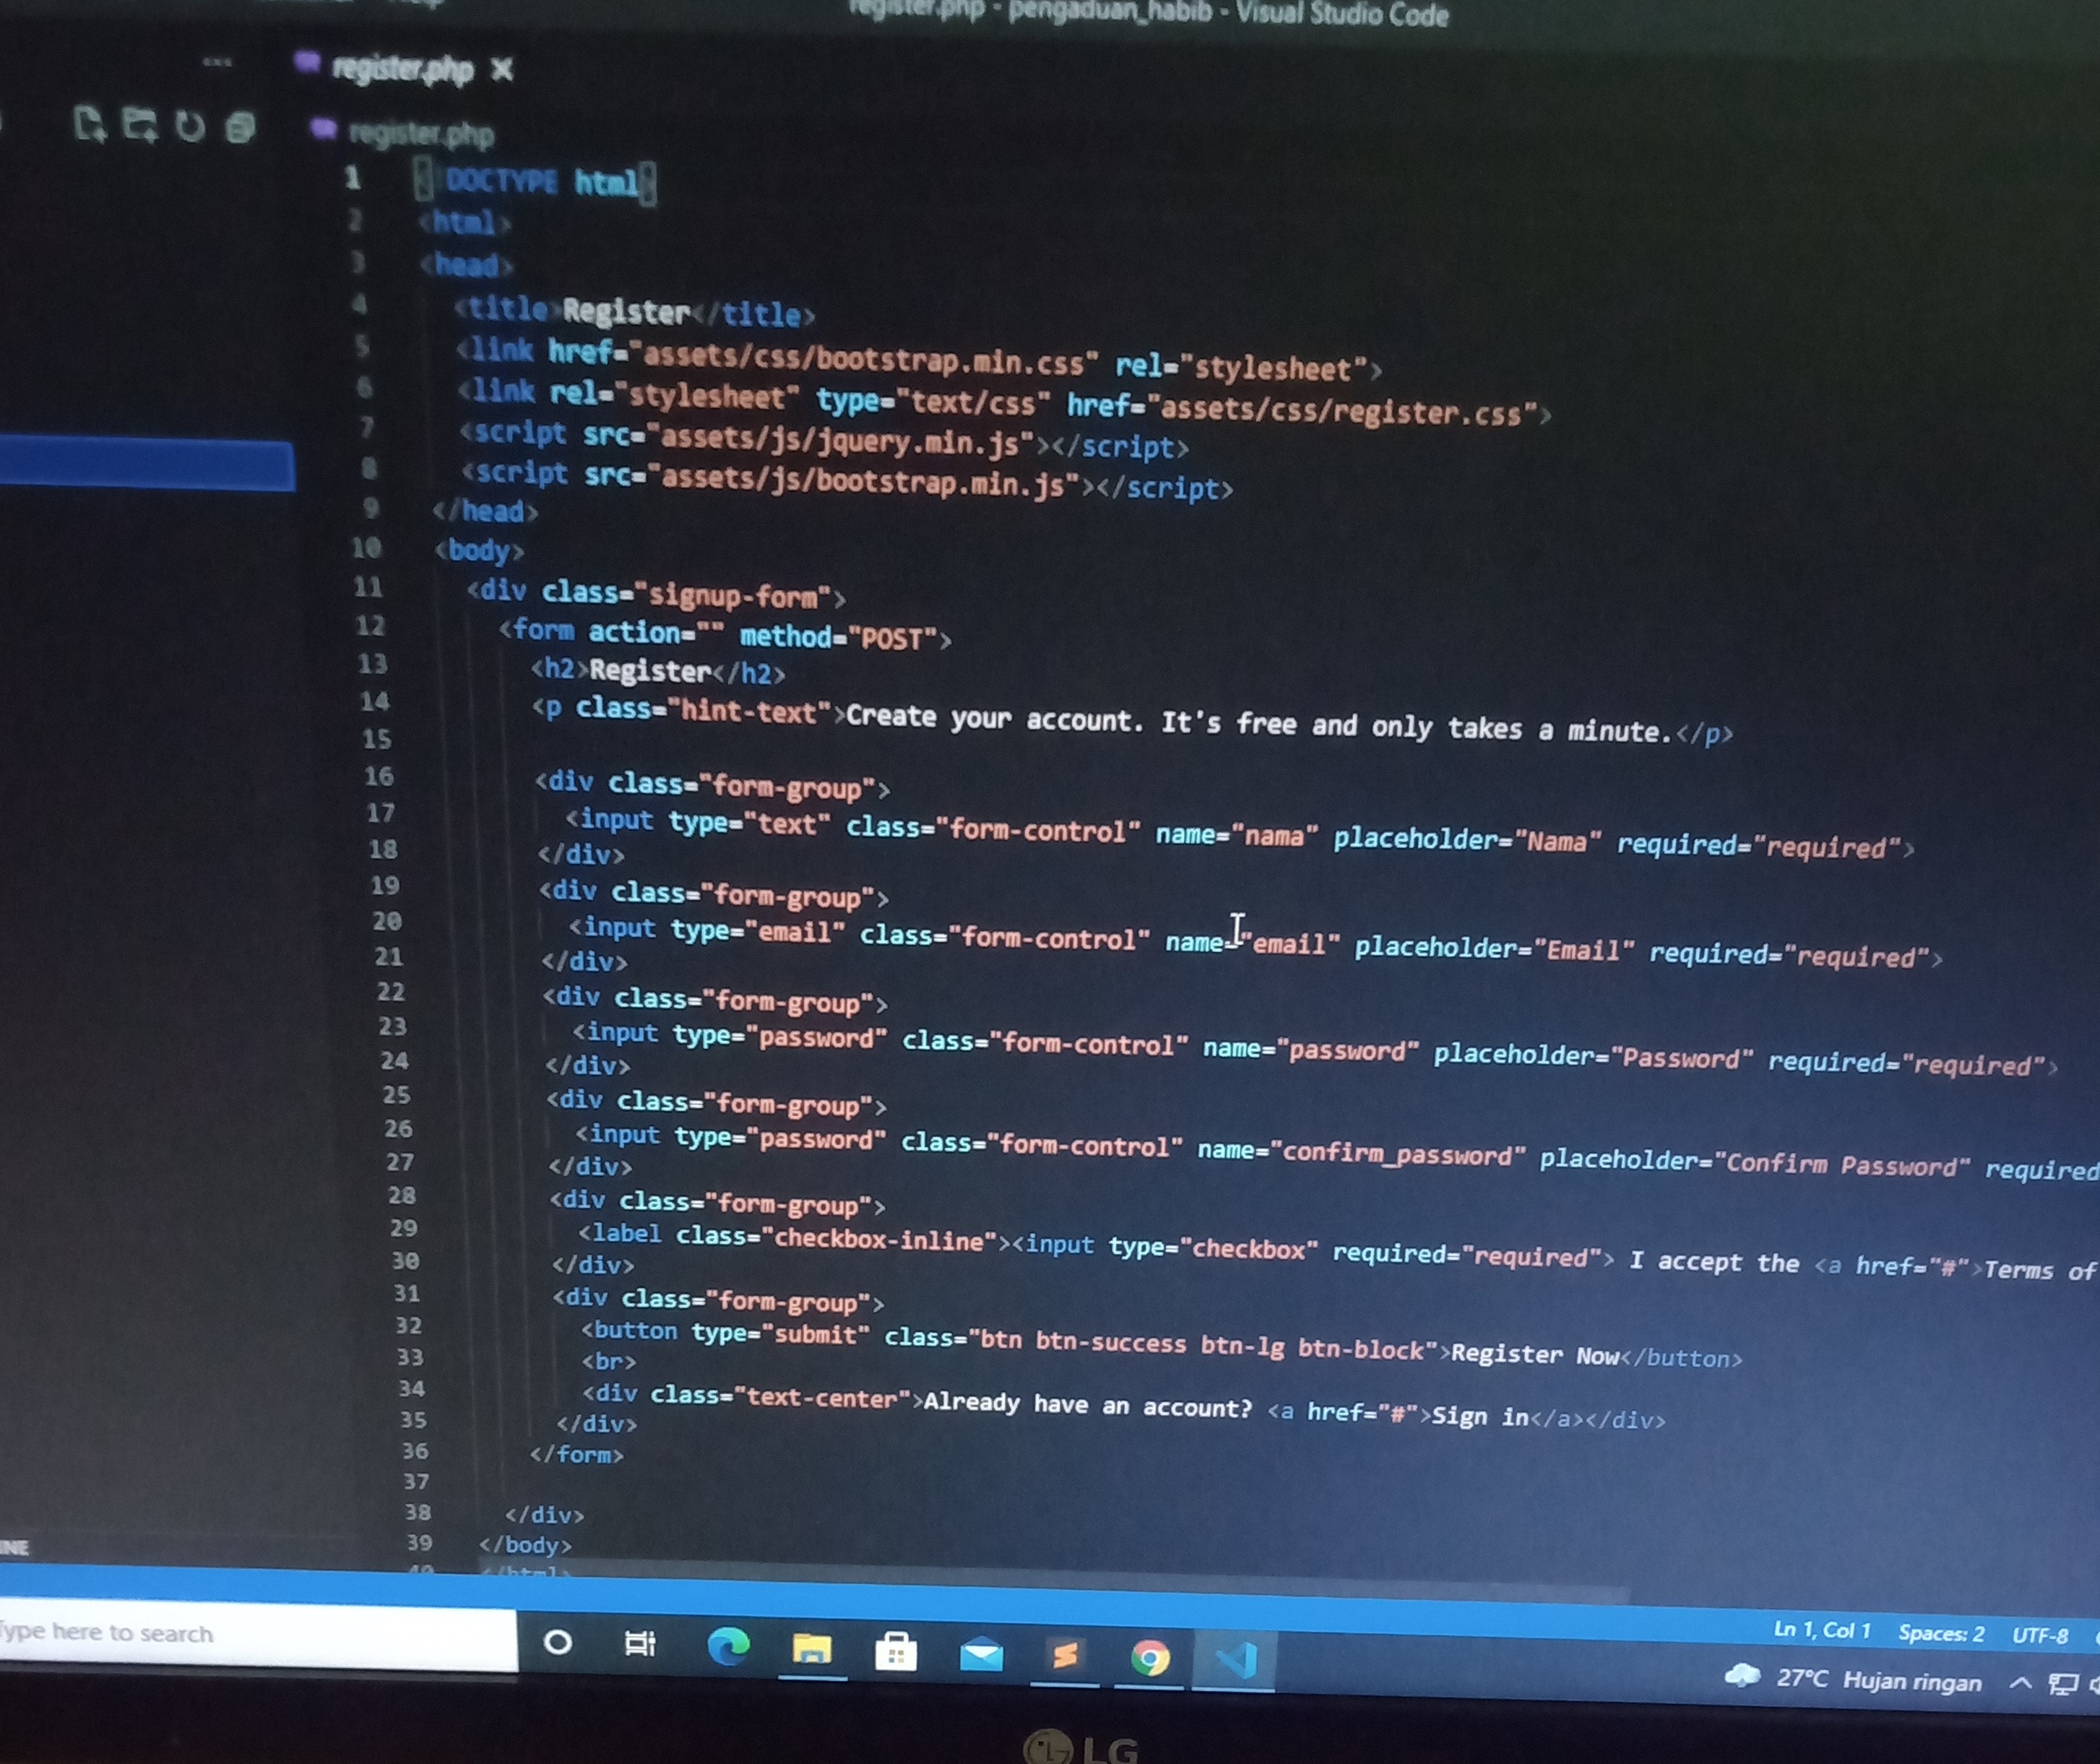 register.php - pengaduan_habib - Visual Studio Code
register.php
register.php
1 <!DOCTYPE html>
2 <html>
3 <head>
4 <title>Register</title>
5 <link href="assets/css/bootstrap.min.css" rel="stylesheet">
6 <link rel="stylesheet" type="text/css" href="assets/css/register.css">
7 <script src="assets/js/jquery.min.js"></script>
8 <script src="assets/js/bootstrap.min.js"></script>
9 </head>
10 <body>
11 <div class="signup-form">
12 <form action="" method="POST">
13 <h2>Register</h2>
14 <p class="hint-text">Create your account. It's free and only takes a minute.</p>
15
16 <div class="form-group">
17 <input type="text" class="form-control" name="nama" placeholder="Nama" required="required">
18 </div>
19 <div class="form-group">
20 <input type="email" class="form-control" name="email" placeholder="Email" required="required">
21 </div>
22 <div class="form-group">
23 <input type="password" class="form-control" name="password" placeholder="Password" required="required">
24 </div>
25 <div class="form-group">
26 <input type="password" class="form-control" name="confirm_password" placeholder="Confirm Password" required
27 </div>
28 <div class="form-group">
29 <label class="checkbox-inline"><input type="checkbox" required="required"> I accept the <a href="#">Terms of
30 </div>
31 <div class="form-group">
32 <button type="submit" class="btn btn-success btn-lg btn-block">Register Now</button>
33 <br>
34 <div class="text-center">Already have an account? <a href="#">Sign in</a></div>
35 </div>
36 </form>
37
38 </div>
39 </body>
40 </html>
Ln 1, Col 1 Spaces: 2 UTF-8
Type here to search
27°C Hujan ringan
LG